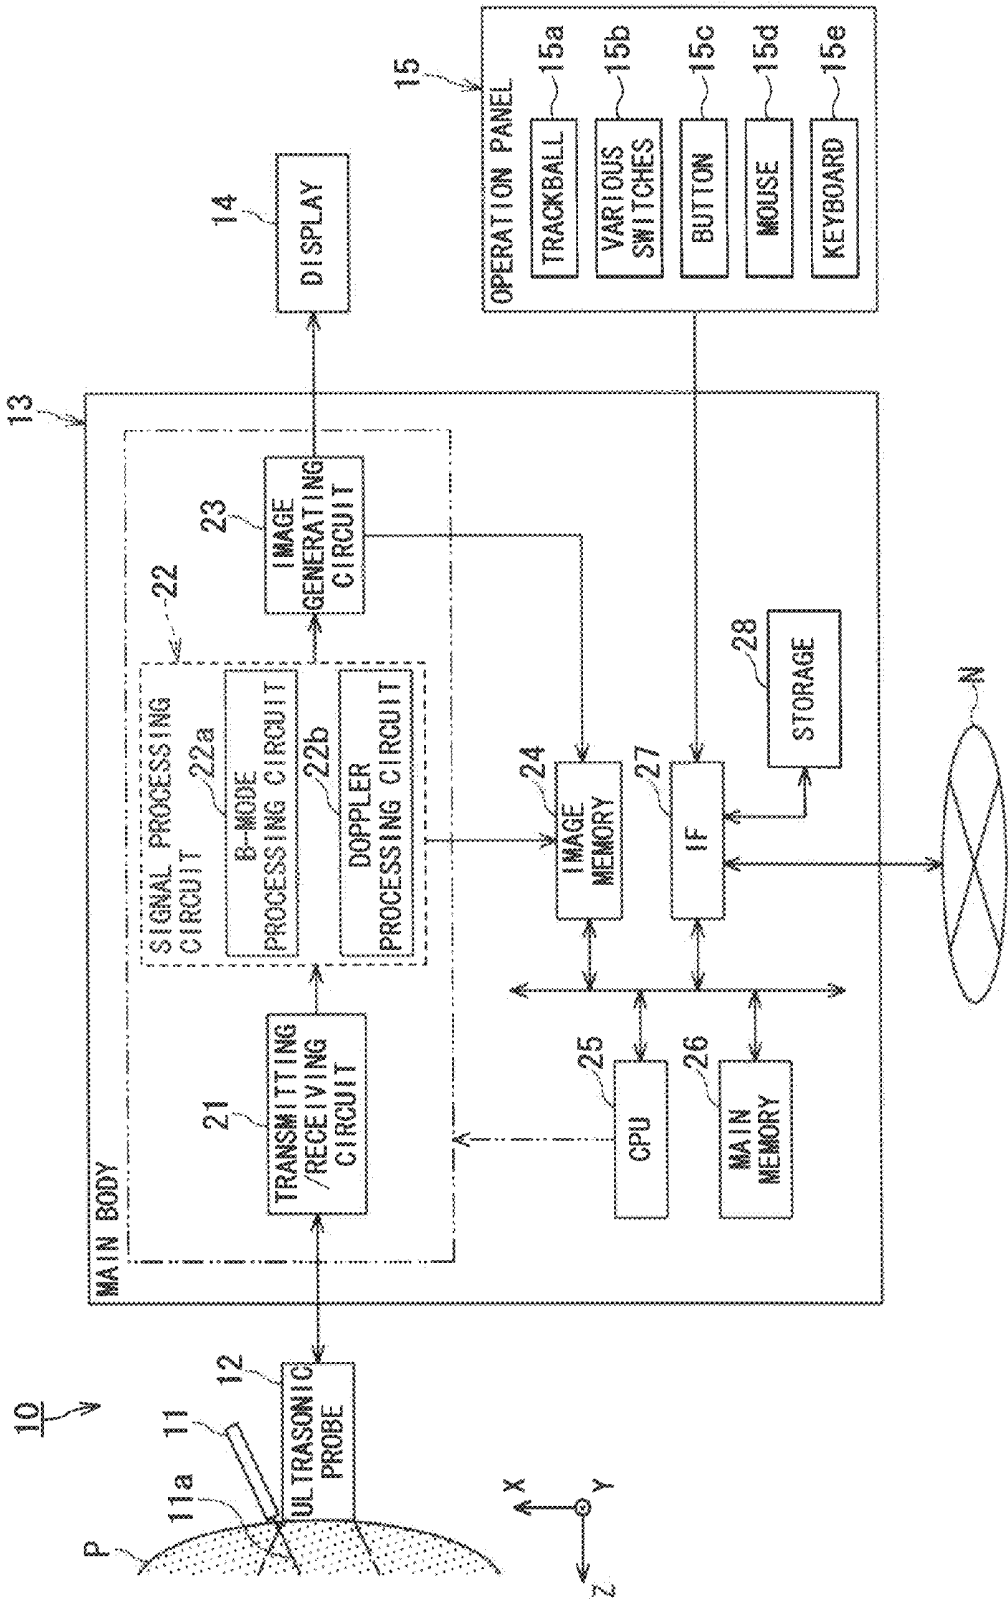 10
P
11a
11
12
ULTRASONIC
PROBE
X
Y
Z
13
MAIN BODY
21
TRANSMITTING
/RECEIVING
CIRCUIT
22
SIGNAL PROCESSING
CIRCUIT
22a
B-MODE
PROCESSING CIRCUIT
22b
DOPPLER
PROCESSING CIRCUIT
23
IMAGE
GENERATING
CIRCUIT
14
DISPLAY
24
IMAGE
MEMORY
25
CPU
26
MAIN
MEMORY
27
IF
28
STORAGE
N
15
OPERATION PANEL
TRACKBALL
15a
VARIOUS
SWITCHES
15b
BUTTON
15c
MOUSE
15d
KEYBOARD
15e